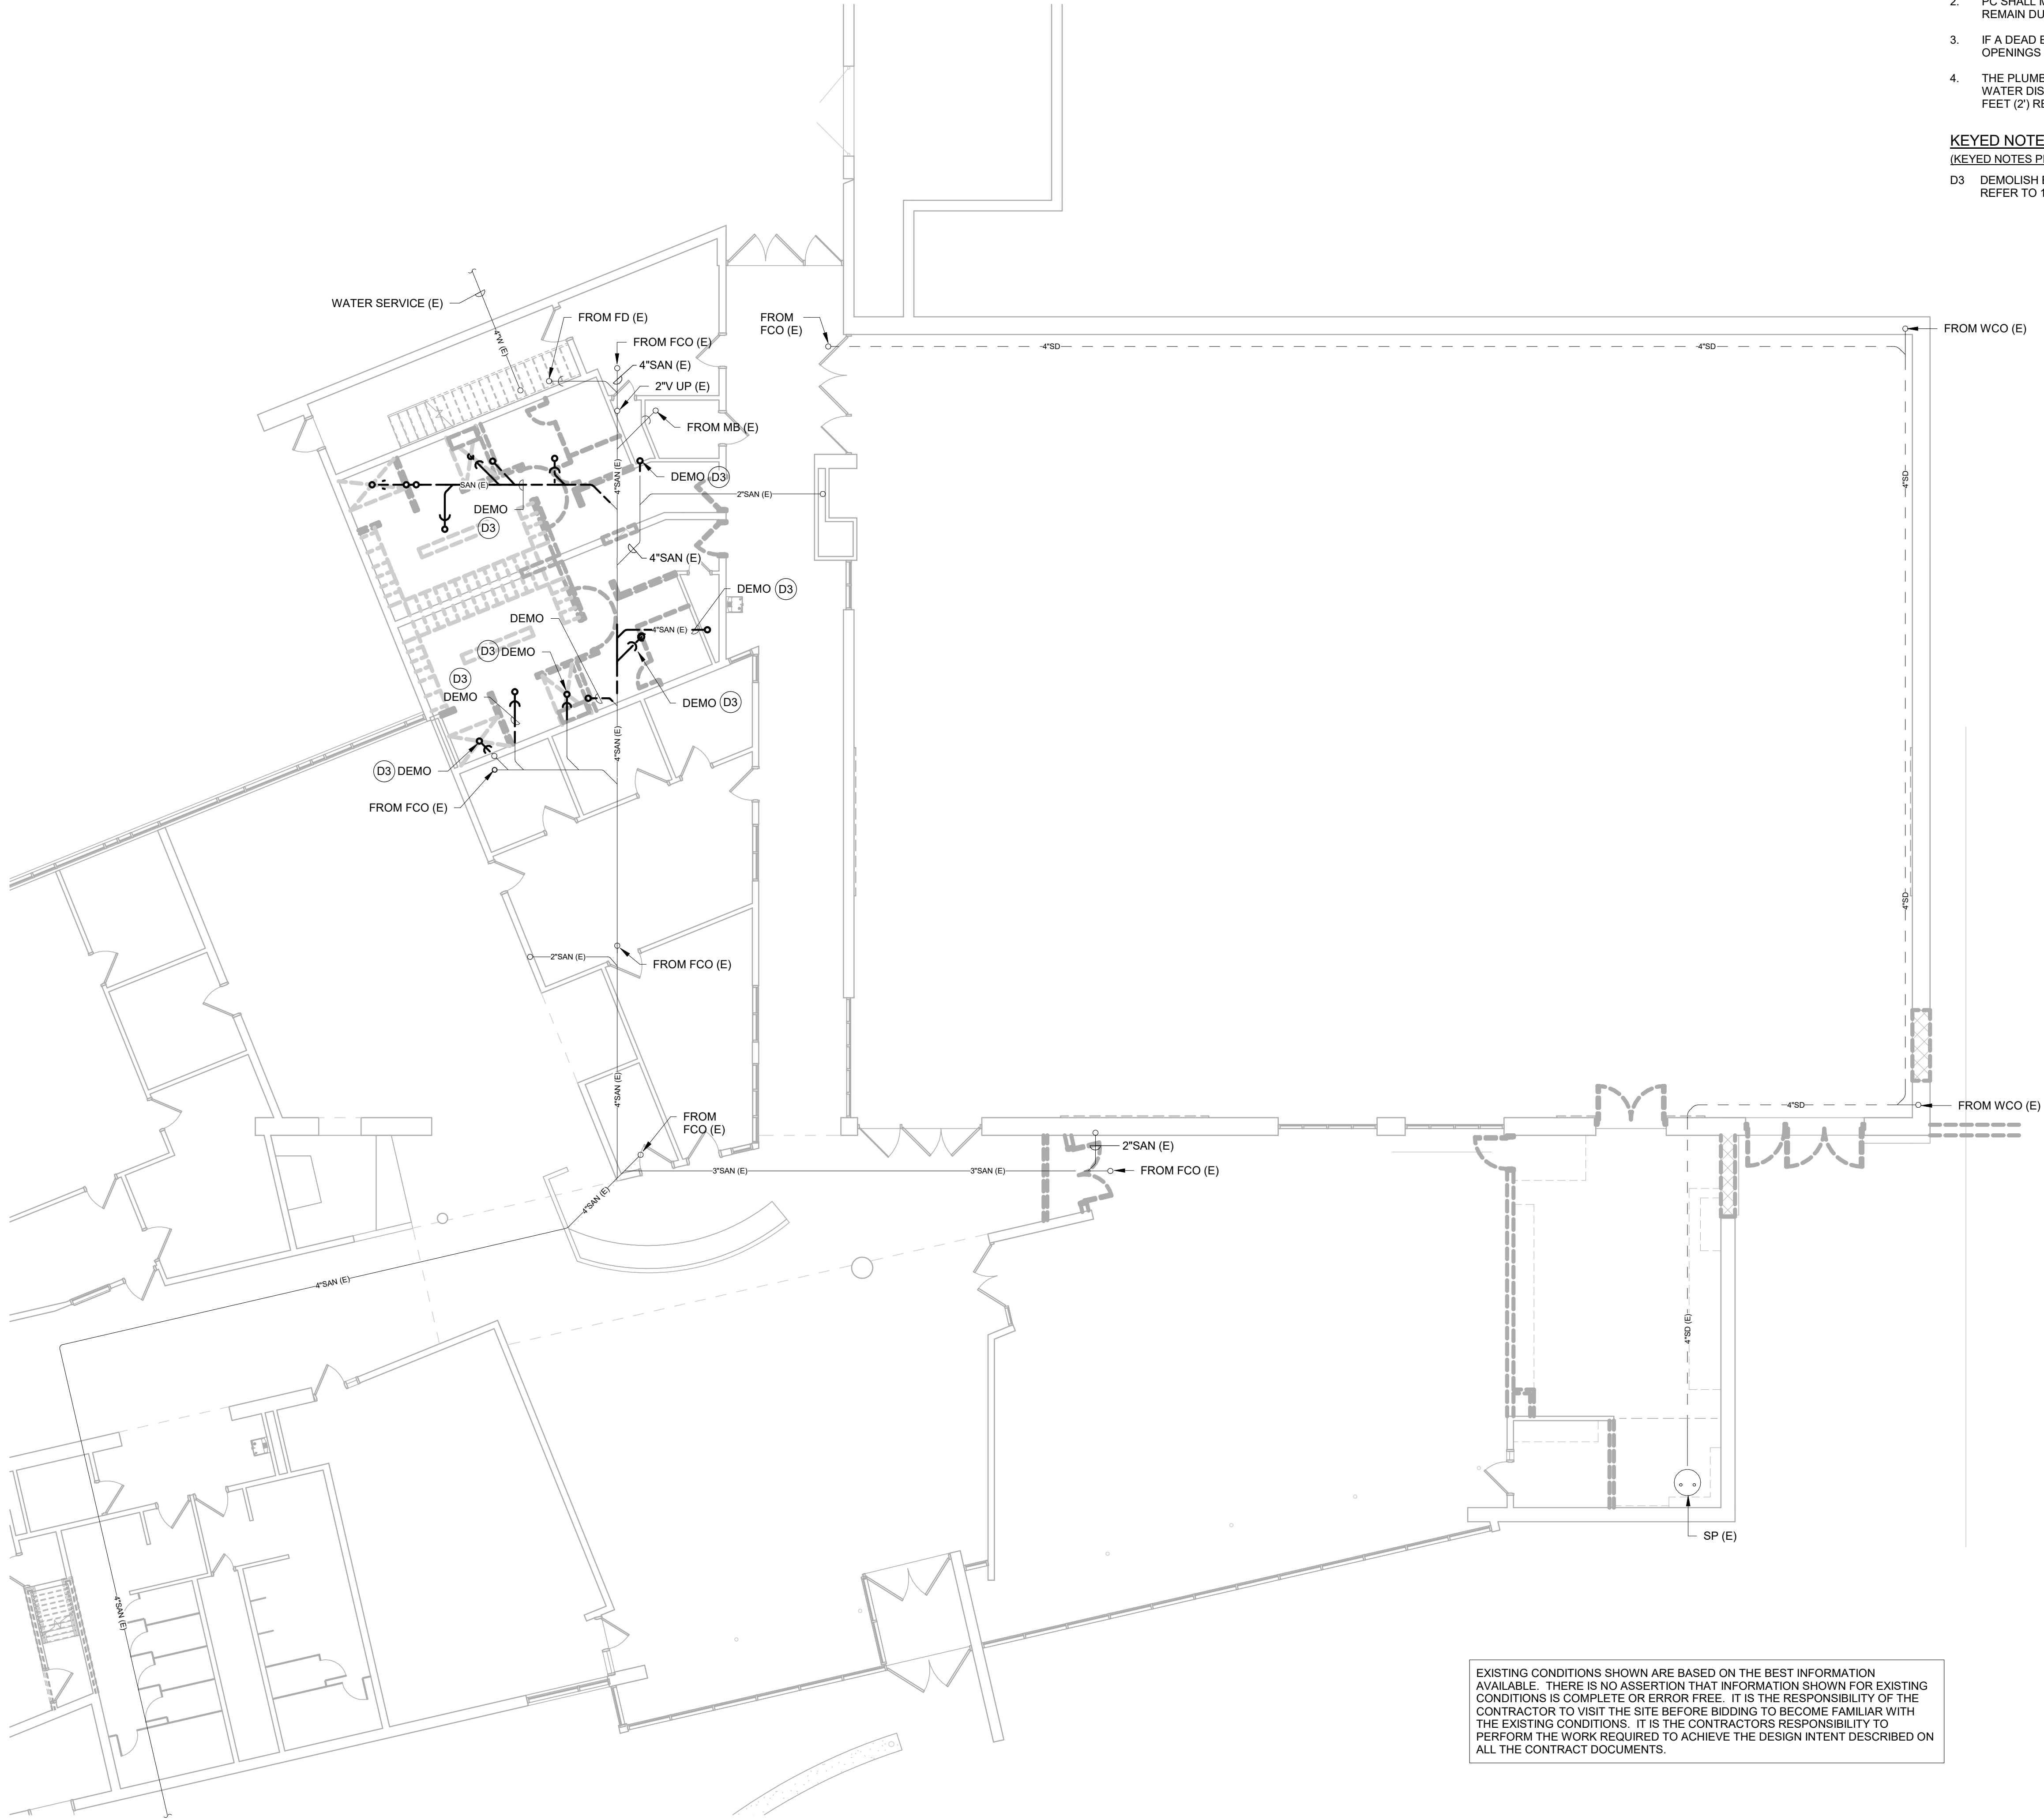 2. PC SHALL M
REMAIN DU
3. IF A DEAD E
OPENINGS
4. THE PLUMB
WATER DIS
FEET (2') RE
KEYED NOTE
(KEYED NOTES P
D3 DEMOLISH E
REFER TO 1
WATER SERVICE (E)
4"W (E)
FROM FD (E)
FROM FCO (E)
4"SAN (E)
2"V UP (E)
FROM MB (E)
FROM
FCO (E)
4"SD
4"SD
FROM WCO (E)
4"SAN (E)
DEMO D3
SAN (E)
DEMO
D3
2"SAN (E)
4"SAN (E)
4"SD
DEMO D3
DEMO
4"SAN (E)
D3 DEMO
D3
DEMO
DEMO D3
4"SAN (E)
D3 DEMO
FROM FCO (E)
4"SD
2"SAN (E)
FROM FCO (E)
4"SAN (E)
FROM
FCO (E)
4"SD
FROM WCO (E)
2"SAN (E)
3"SAN (E)
3"SAN (E)
FROM FCO (E)
4"SAN (E)
4"SAN (E)
4"SD (E)
SP (E)
4"SAN (E)
EXISTING CONDITIONS SHOWN ARE BASED ON THE BEST INFORMATION
AVAILABLE. THERE IS NO ASSERTION THAT INFORMATION SHOWN FOR EXISTING
CONDITIONS IS COMPLETE OR ERROR FREE. IT IS THE RESPONSIBILITY OF THE
CONTRACTOR TO VISIT THE SITE BEFORE BIDDING TO BECOME FAMILIAR WITH
THE EXISTING CONDITIONS. IT IS THE CONTRACTORS RESPONSIBILITY TO
PERFORM THE WORK REQUIRED TO ACHIEVE THE DESIGN INTENT DESCRIBED ON
ALL THE CONTRACT DOCUMENTS.